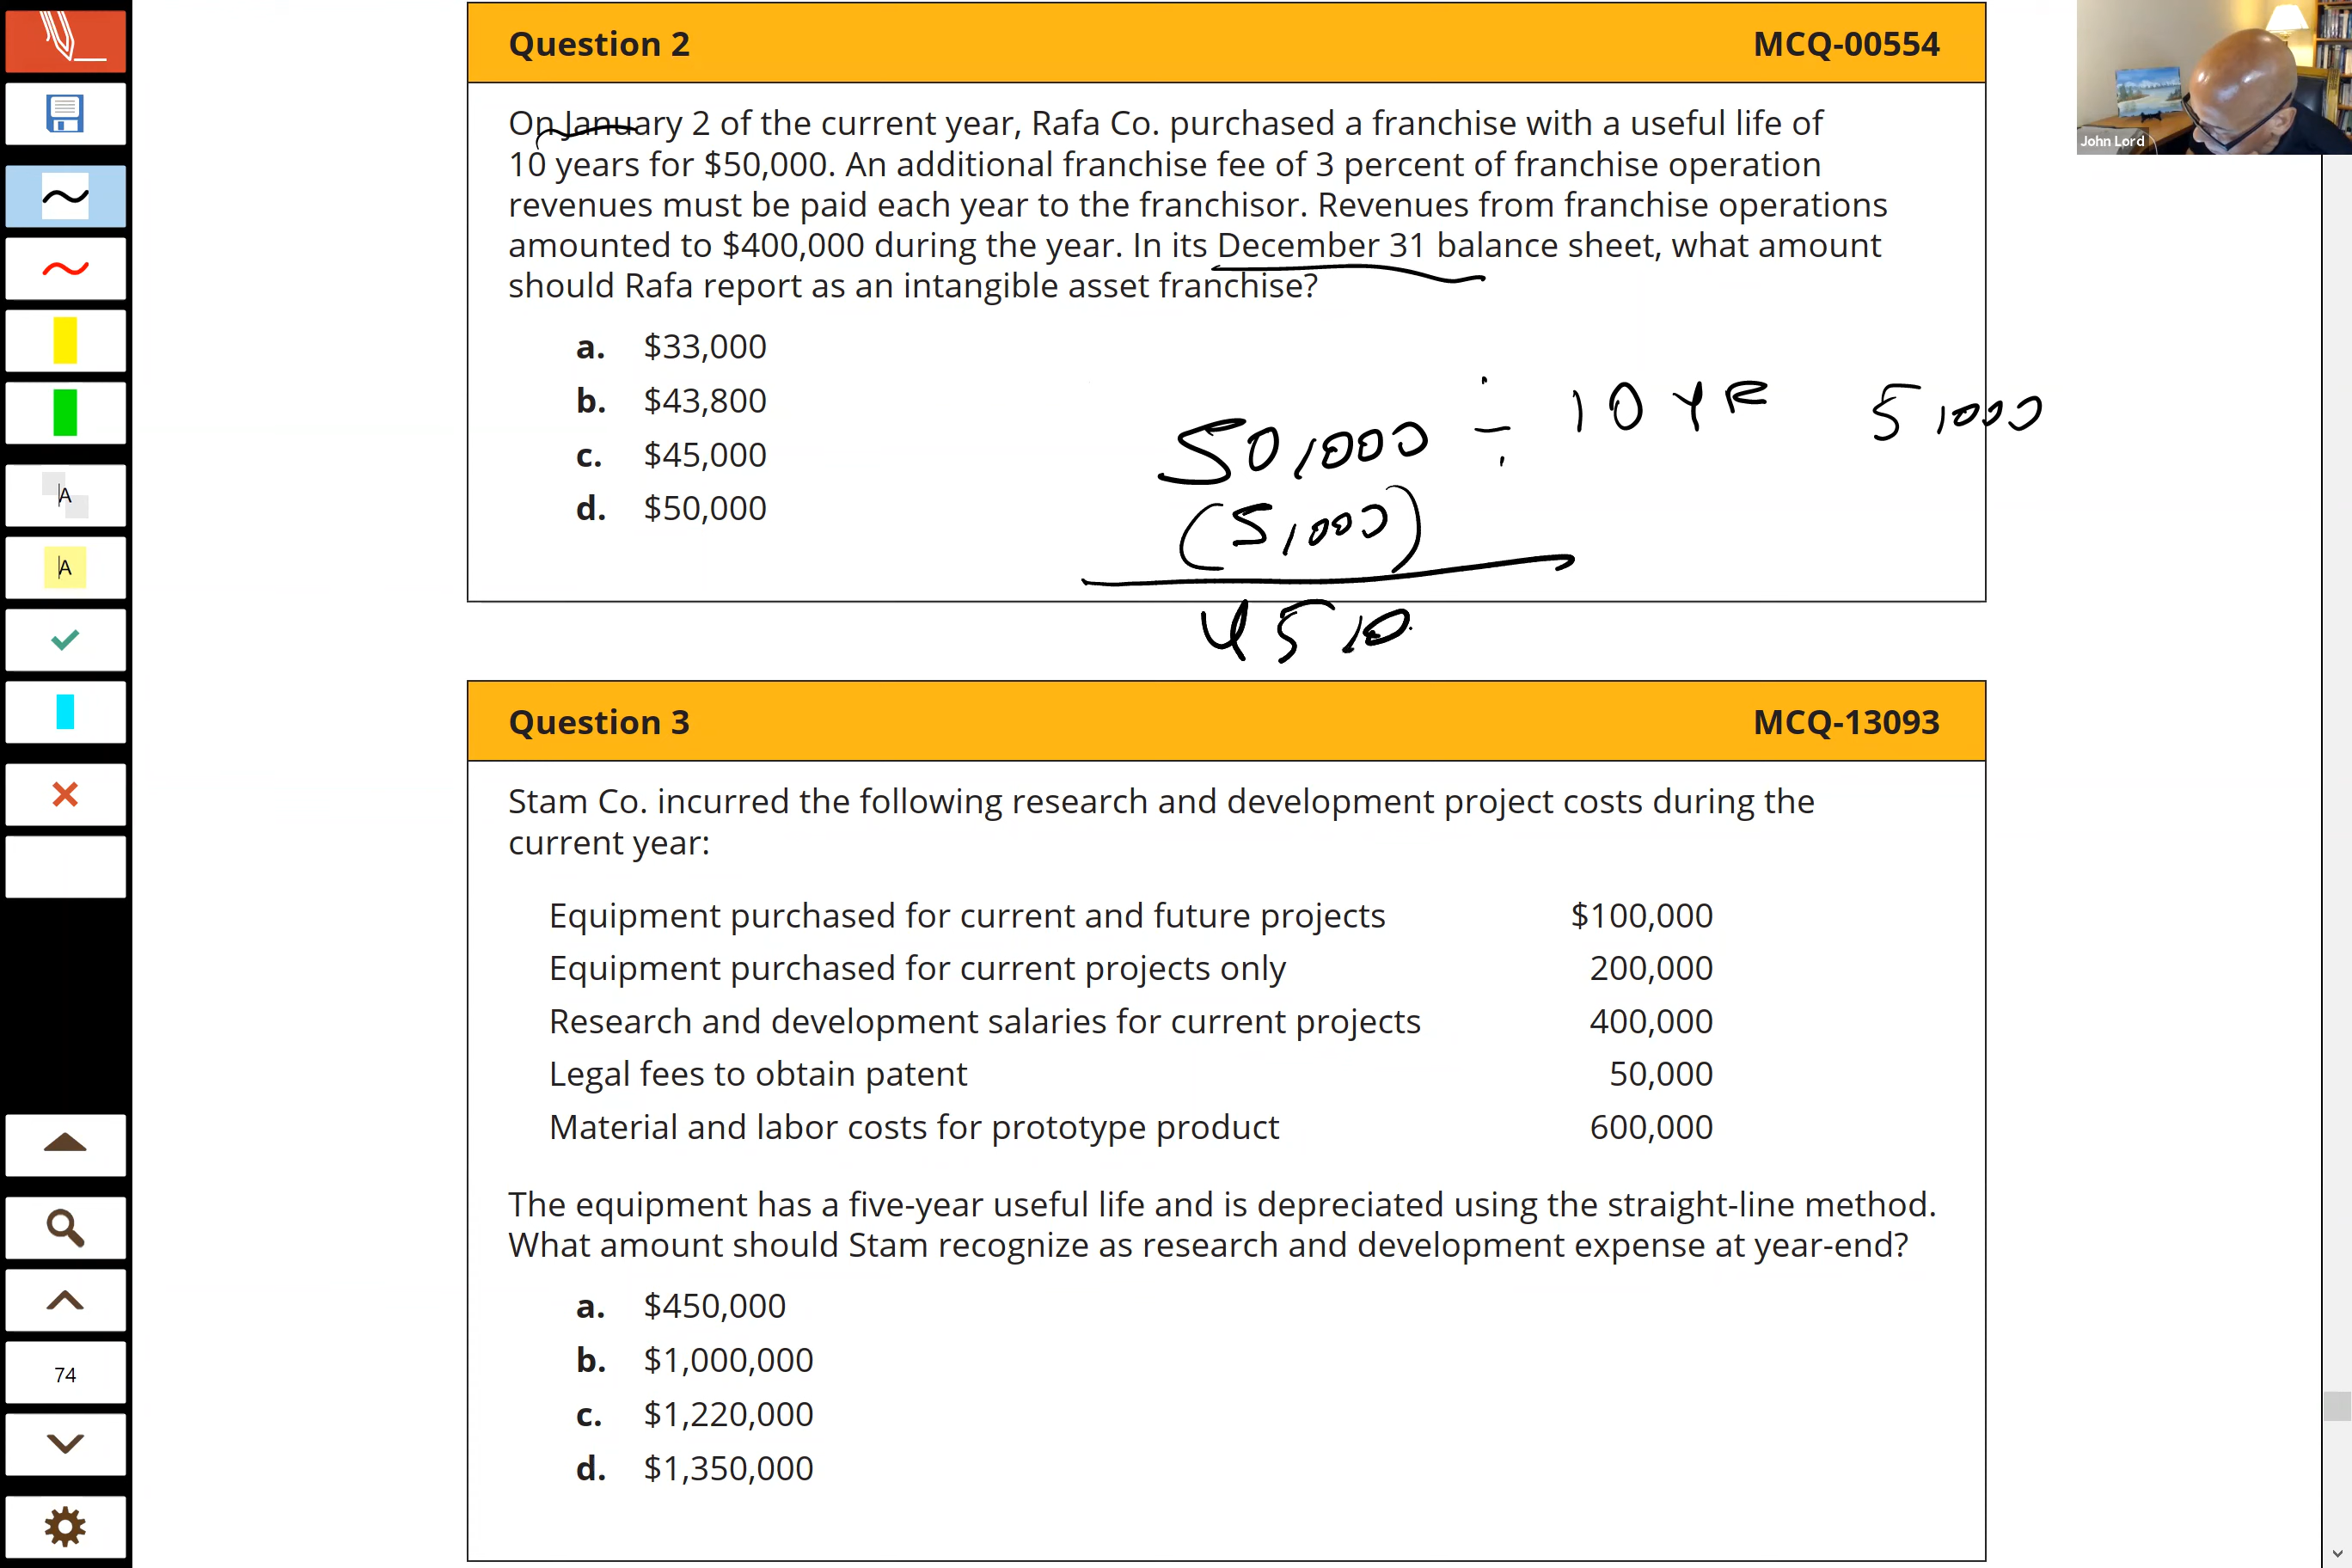 Question 2 MCQ-00554
John Lord
On January 2 of the current year, Rafa Co. purchased a franchise with a useful life of
10 years for $50,000. An additional franchise fee of 3 percent of franchise operation
revenues must be paid each year to the franchisor. Revenues from franchise operations
amounted to $400,000 during the year. In its December 31 balance sheet, what amount
should Rafa report as an intangible asset franchise?
a. $33,000
b. $43,800
c. $45,000
d. $50,000
50,000 ÷ 10 YR 5,000
(5,000)
Question 3 MCQ-13093
Stam Co. incurred the following research and development project costs during the
current year:
Equipment purchased for current and future projects $100,000
Equipment purchased for current projects only 200,000
Research and development salaries for current projects 400,000
Legal fees to obtain patent 50,000
Material and labor costs for prototype product 600,000
The equipment has a five-year useful life and is depreciated using the straight-line method.
What amount should Stam recognize as research and development expense at year-end?
a. $450,000
b. $1,000,000
c. $1,220,000
d. $1,350,000
A
A
74